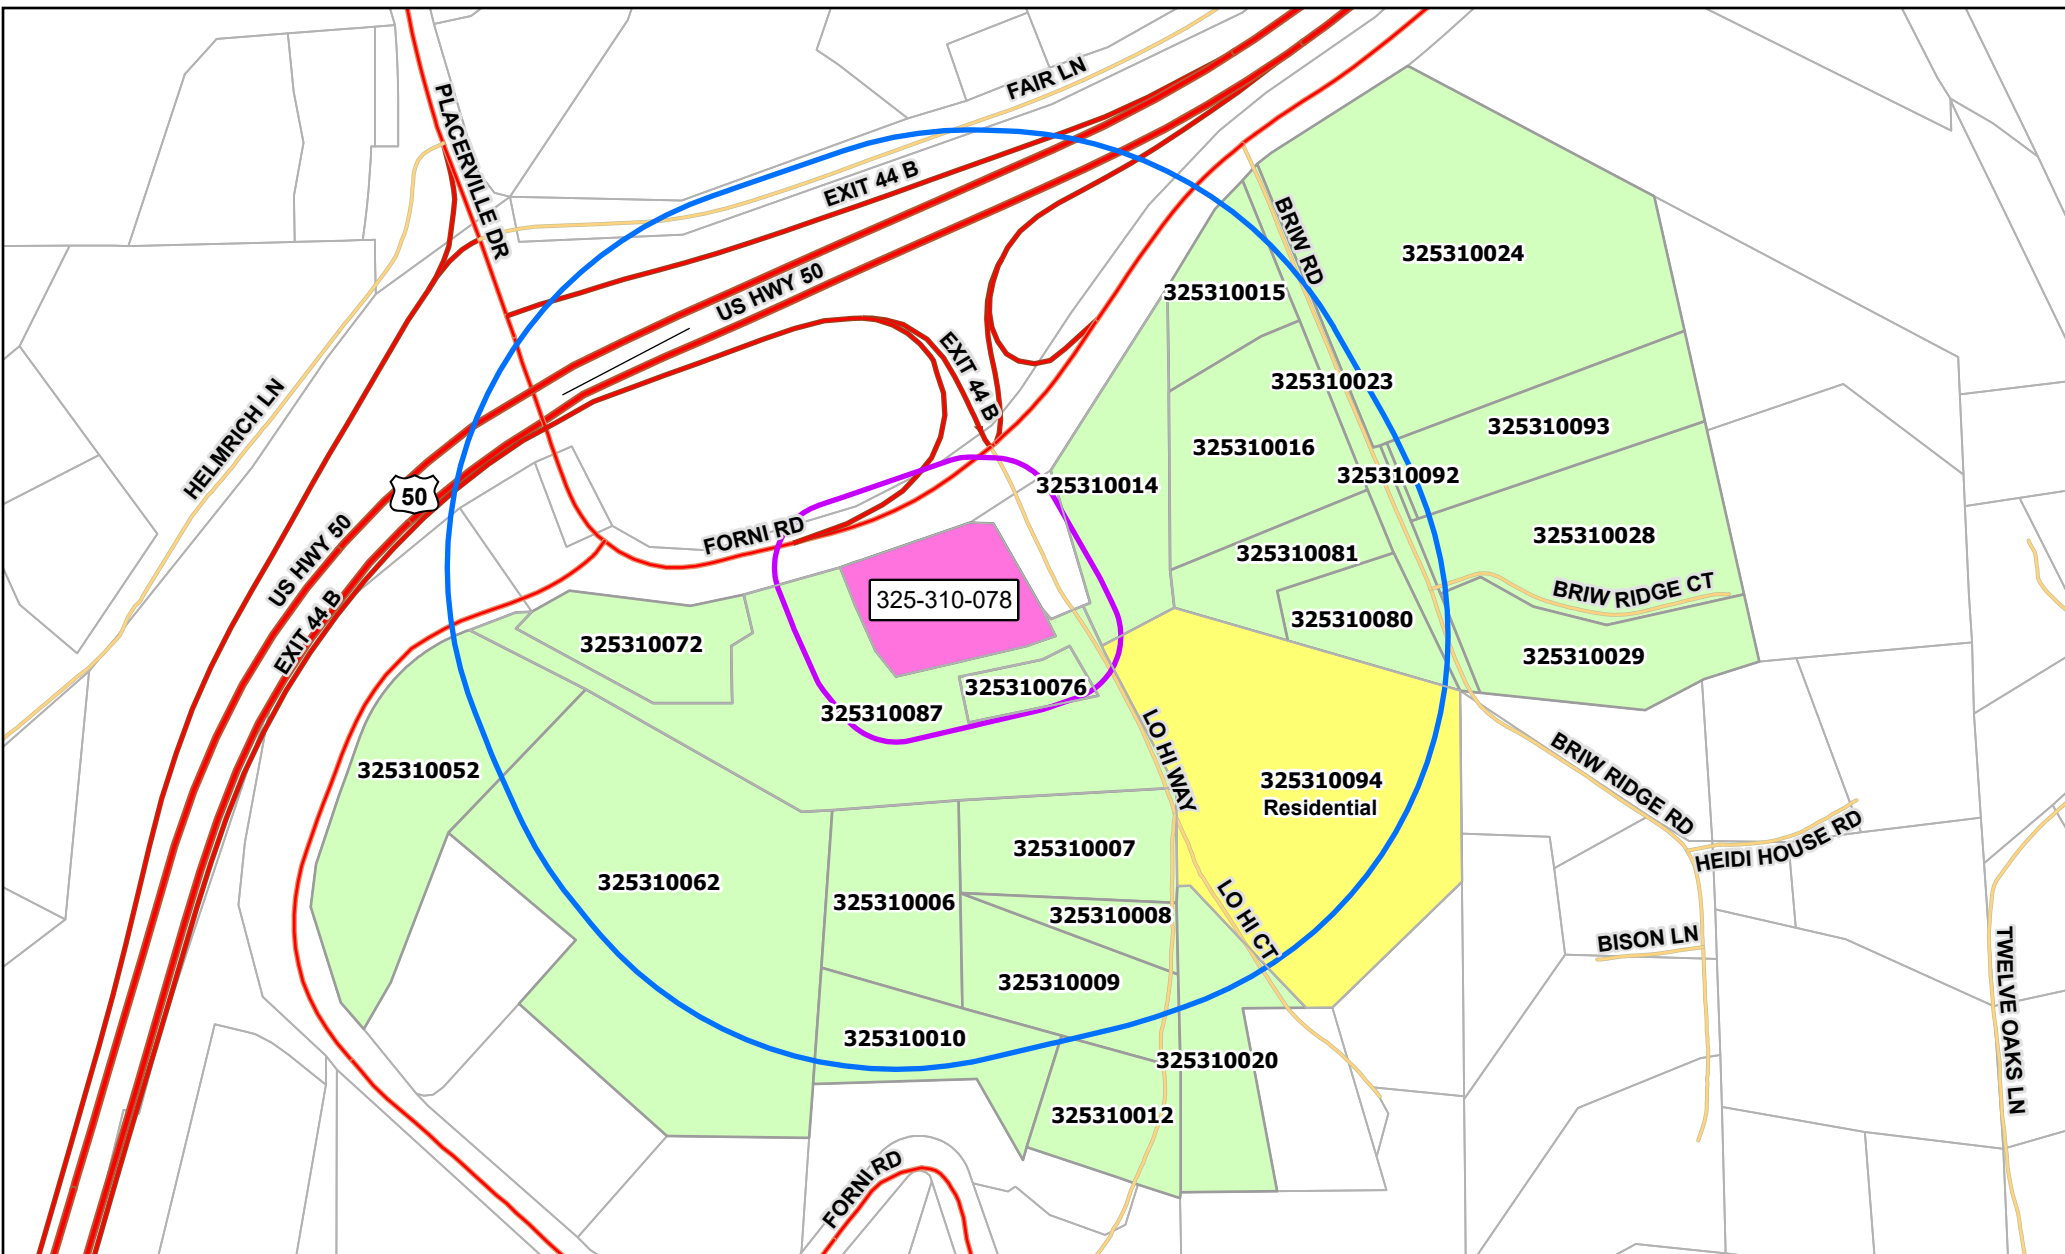 PLACERVILLE DR
FAIR LN
EXIT 44 B
BRIW RD
325310024
US HWY 50
325310015
EXIT 44 B
325310023
HELMRICH LN
325310093
325310016
325310092
50
325310014
FORNI RD
325310028
325310081
US HWY 50
BRIW RIDGE CT
325-310-078
325310080
EXIT 44 B
325310072
325310029
325310076
325310087
LO HI WAY
325310052
325310094
Residential
BRIW RIDGE RD
HEIDI HOUSE RD
325310007
325310062
325310006
325310008
LO HI CT
BISON LN
325310009
TWELVE OAKS LN
325310010
325310020
325310012
FORNI RD